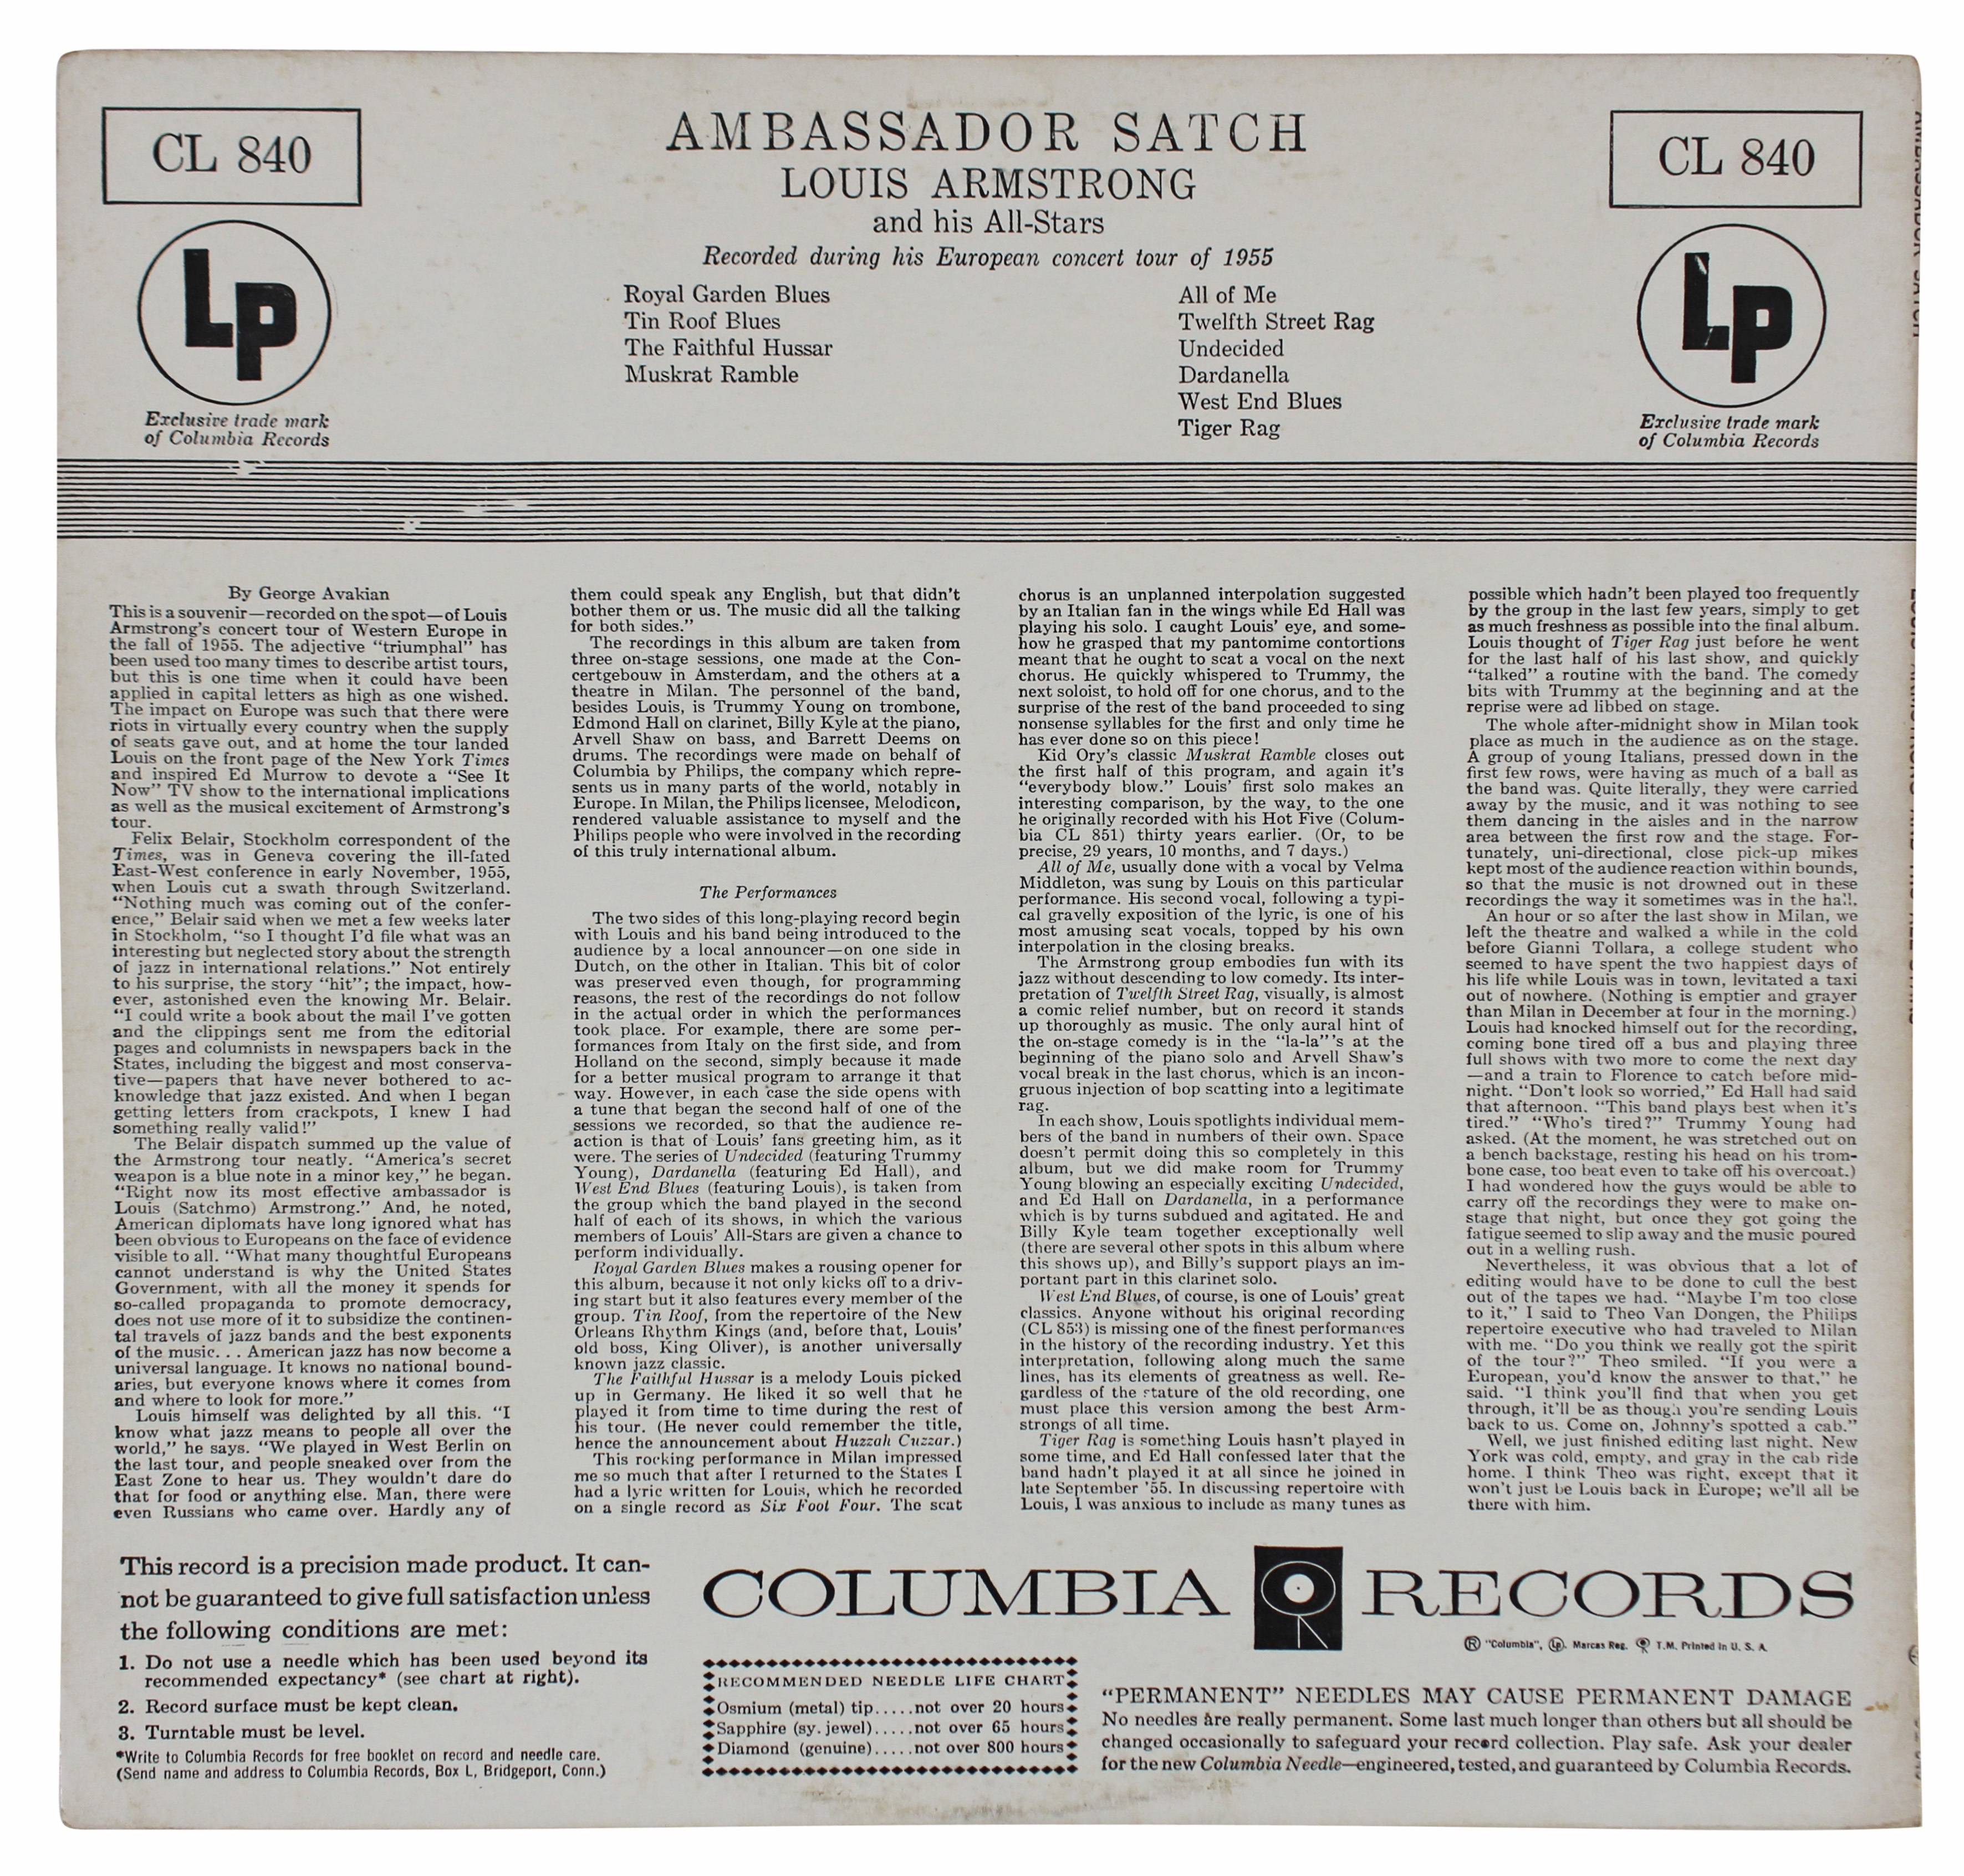 CL 840
AMBASSADOR SATCH
LOUIS ARMSTRONG
and his All-Stars
Recorded during his European concert tour of 1955
CL 840
LP
Exclusive trade mark
of Columbia Records
Royal Garden Blues
Tin Roof Blues
The Faithful Hussar
Muskrat Ramble
All of Me
Twelfth Street Rag
Undecided
Dardanella
West End Blues
Tiger Rag
LP
Exclusive trade mark
of Columbia Records
By George Avakian
This is a souvenir—recorded on the spot—of Louis
Armstrong's concert tour of Western Europe in
the fall of 1955. The adjective "triumphal" has
been used too many times to describe artist tours,
but this is one time when it could have been
applied in capital letters as high as one wished.
The impact on Europe was such that there were
riots in virtually every country when the supply
of seats gave out, and at home the tour landed
Louis on the front page of the New York Times
and inspired Ed Murrow to devote a "See It
Now" TV show to the international implications
as well as the musical excitement of Armstrong's
tour.
Felix Belair, Stockholm correspondent of the
Times, was in Geneva covering the ill-fated
East-West conference in early November, 1955,
when Louis cut a swath through Switzerland.
"Nothing much was coming out of the confer-
ence," Belair said when we met a few weeks later
in Stockholm, "so I thought I'd file what was an
interesting but neglected story about the strength
of jazz in international relations." Not entirely
to his surprise, the story "hit"; the impact, how-
ever, astonished even the knowing Mr. Belair.
"I could write a book about the mail I've gotten
and the clippings sent me from the editorial
pages and columnists in newspapers back in the
States, including the biggest and most conserva-
tive—papers that have never bothered to ac-
knowledge that jazz existed. And when I began
getting letters from crackpots, I knew I had
something really valid!"
The Belair dispatch summed up the value of
the Armstrong tour neatly. "America's secret
weapon is a blue note in a minor key," he began.
"Right now its most effective ambassador is
Louis (Satchmo) Armstrong." And, he noted,
American diplomats have long ignored what has
been obvious to Europeans on the face of evidence
visible to all. "What many thoughtful Europeans
cannot understand is why the United States
Government, with all the money it spends for
so-called propaganda to promote democracy,
does not use more of it to subsidize the continen-
tal travels of jazz bands and the best exponents
of the music. . . American jazz has now become a
universal language. It knows no national bound-
aries, but everyone knows where it comes from
and where to look for more."
Louis himself was delighted by all this. "I
know what jazz means to people all over the
world," he says. "We played in West Berlin on
the last tour, and people sneaked over from the
East Zone to hear us. They wouldn't dare do
that for food or anything else. Man, there were
even Russians who came over. Hardly any of
them could speak any English, but that didn't
bother them or us. The music did all the talking
for both sides."
The recordings in this album are taken from
three on-stage sessions, one made at the Con-
certgebouw in Amsterdam, and the others at a
theatre in Milan. The personnel of the band,
besides Louis, is Trummy Young on trombone,
Edmond Hall on clarinet, Billy Kyle at the piano,
Arvell Shaw on bass, and Barrett Deems on
drums. The recordings were made on behalf of
Columbia by Philips, the company which repre-
sents us in many parts of the world, notably in
Europe. In Milan, the Philips licensee, Melodicon,
rendered valuable assistance to myself and the
Philips people who were involved in the recording
of this truly international album.
The Performances
The two sides of this long-playing record begin
with Louis and his band being introduced to the
audience by a local announcer—on one side in
Dutch, on the other in Italian. This bit of color
was preserved even though, for programming
reasons, the rest of the recordings do not follow
in the actual order in which the performances
took place. For example, there are some per-
formances from Italy on the first side, and from
Holland on the second, simply because it made
for a better musical program to arrange it that
way. However, in each case the side opens with
a tune that began the second half of one of the
sessions we recorded, so that the audience re-
action is that of Louis' fans greeting him, as it
were. The series of Undecided (featuring Trummy
Young), Dardanella (featuring Ed Hall), and
West End Blues (featuring Louis), is taken from
the group which the band played in the second
half of each of its shows, in which the various
members of Louis' All-Stars are given a chance to
perform individually.
Royal Garden Blues makes a rousing opener for
this album, because it not only kicks off to a driv-
ing start but it also features every member of the
group. Tin Roof, from the repertoire of the New
Orleans Rhythm Kings (and, before that, Louis'
old boss, King Oliver), is another universally
known jazz classic.
The Faithful Hussar is a melody Louis picked
up in Germany. He liked it so well that he
played it from time to time during the rest of
his tour. (He never could remember the title,
hence the announcement about Huzzah Cuzzar.)
This rocking performance in Milan impressed
me so much that after I returned to the States I
had a lyric written for Louis, which he recorded
on a single record as Six Foot Four. The scat
chorus is an unplanned interpolation suggested
by an Italian fan in the wings while Ed Hall was
playing his solo. I caught Louis' eye, and some-
how he grasped that my pantomime contortions
meant that he ought to scat a vocal on the next
chorus. He quickly whispered to Trummy, the
next soloist, to hold off for one chorus, and to the
surprise of the rest of the band proceeded to sing
nonsense syllables for the first and only time he
has ever done so on this piece!
Kid Ory's classic Muskrat Ramble closes out
the first half of this program, and again it's
"everybody blow." Louis' first solo makes an
interesting comparison, by the way, to the one
he originally recorded with his Hot Five (Colum-
bia CL 851) thirty years earlier. (Or, to be
precise, 29 years, 10 months, and 7 days.)
All of Me, usually done with a vocal by Velma
Middleton, was sung by Louis on this particular
performance. His second vocal, following a typi-
cal gravelly exposition of the lyric, is one of his
most amusing scat vocals, topped by his own
interpolation in the closing breaks.
The Armstrong group embodies fun with its
jazz without descending to low comedy. Its inter-
pretation of Twelfth Street Rag, visually, is almost
a comic relief number, but on record it stands
up thoroughly as music. The only aural hint of
the on-stage comedy is in the "la-la"'s at the
beginning of the piano solo and Arvell Shaw's
vocal break in the last chorus, which is an incon-
gruous injection of bop scatting into a legitimate
rag.
In each show, Louis spotlights individual mem-
bers of the band in numbers of their own. Space
doesn't permit doing this so completely in this
album, but we did make room for Trummy
Young blowing an especially exciting Undecided,
and Ed Hall on Dardanella, in a performance
which is by turns subdued and agitated. He and
Billy Kyle team together exceptionally well
(there are several other spots in this album where
this shows up), and Billy's support plays an im-
portant part in this clarinet solo.
West End Blues, of course, is one of Louis' great
classics. Anyone without his original recording
(CL 853) is missing one of the finest performances
in the history of the recording industry. Yet this
interpretation, following along much the same
lines, has its elements of greatness as well. Re-
gardless of the stature of the old recording, one
must place this version among the best Arm-
strongs of all time.
Tiger Rag is something Louis hasn't played in
some time, and Ed Hall confessed later that the
band hadn't played it at all since he joined in
late September '55. In discussing repertoire with
Louis, I was anxious to include as many tunes as
possible which hadn't been played too frequently
by the group in the last few years, simply to get
as much freshness as possible into the final album.
Louis thought of Tiger Rag just before he went
for the last half of his last show, and quickly
"talked" a routine with the band. The comedy
bits with Trummy at the beginning and at the
reprise were ad libbed on stage.
The whole after-midnight show in Milan took
place as much in the audience as on the stage.
A group of young Italians, pressed down in the
first few rows, were having as much of a ball as
the band was. Quite literally, they were carried
away by the music, and it was nothing to see
them dancing in the aisles and in the narrow
area between the first row and the stage. For-
tunately, uni-directional, close pick-up mikes
kept most of the audience reaction within bounds,
so that the music is not drowned out in these
recordings the way it sometimes was in the hall.
An hour or so after the last show in Milan, we
left the theatre and walked a while in the cold
before Gianni Tollara, a college student who
seemed to have spent the two happiest days of
his life while Louis was in town, levitated a taxi
out of nowhere. (Nothing is emptier and grayer
than Milan in December at four in the morning.)
Louis had knocked himself out for the recording,
coming bone tired off a bus and playing three
full shows with two more to come the next day
—and a train to Florence to catch before mid-
night. "Don't look so worried," Ed Hall had said
that afternoon. "This band plays best when it's
tired." "Who's tired?" Trummy Young had
asked. (At the moment, he was stretched out on
a bench backstage, resting his head on his trom-
bone case, too beat even to take off his overcoat.)
I had wondered how the guys would be able to
carry off the recordings they were to make on-
stage that night, but once they got going the
fatigue seemed to slip away and the music poured
out in a welling rush.
Nevertheless, it was obvious that a lot of
editing would have to be done to cull the best
out of the tapes we had. "Maybe I'm too close
to it," I said to Theo Van Dongen, the Philips
repertoire executive who had traveled to Milan
with me. "Do you think we really got the spirit
of the tour?" Theo smiled. "If you were a
European, you'd know the answer to that," he
said. "I think you'll find that when you get
through, it'll be as though you're sending Louis
back to us. Come on, Johnny's spotted a cab."
Well, we just finished editing last night. New
York was cold, empty, and gray in the cab ride
home. I think Theo was right, except that it
won't just be Louis back in Europe; we'll all be
there with him.
This record is a precision made product. It can-
not be guaranteed to give full satisfaction unless
the following conditions are met:
1. Do not use a needle which has been used beyond its
recommended expectancy* (see chart at right).
2. Record surface must be kept clean.
3. Turntable must be level.
*Write to Columbia Records for free booklet on record and needle care.
(Send name and address to Columbia Records, Box L, Bridgeport, Conn.)
COLUMBIA RECORDS
® "Columbia", Lp, Marcas Reg. T.M. Printed in U. S. A.
RECOMMENDED NEEDLE LIFE CHART
Osmium (metal) tip.....not over 20 hours
Sapphire (sy. jewel).....not over 65 hours
Diamond (genuine).....not over 800 hours
"PERMANENT" NEEDLES MAY CAUSE PERMANENT DAMAGE
No needles are really permanent. Some last much longer than others but all should be
changed occasionally to safeguard your record collection. Play safe. Ask your dealer
for the new Columbia Needle—engineered, tested, and guaranteed by Columbia Records.
AMBASSADOR SATCH